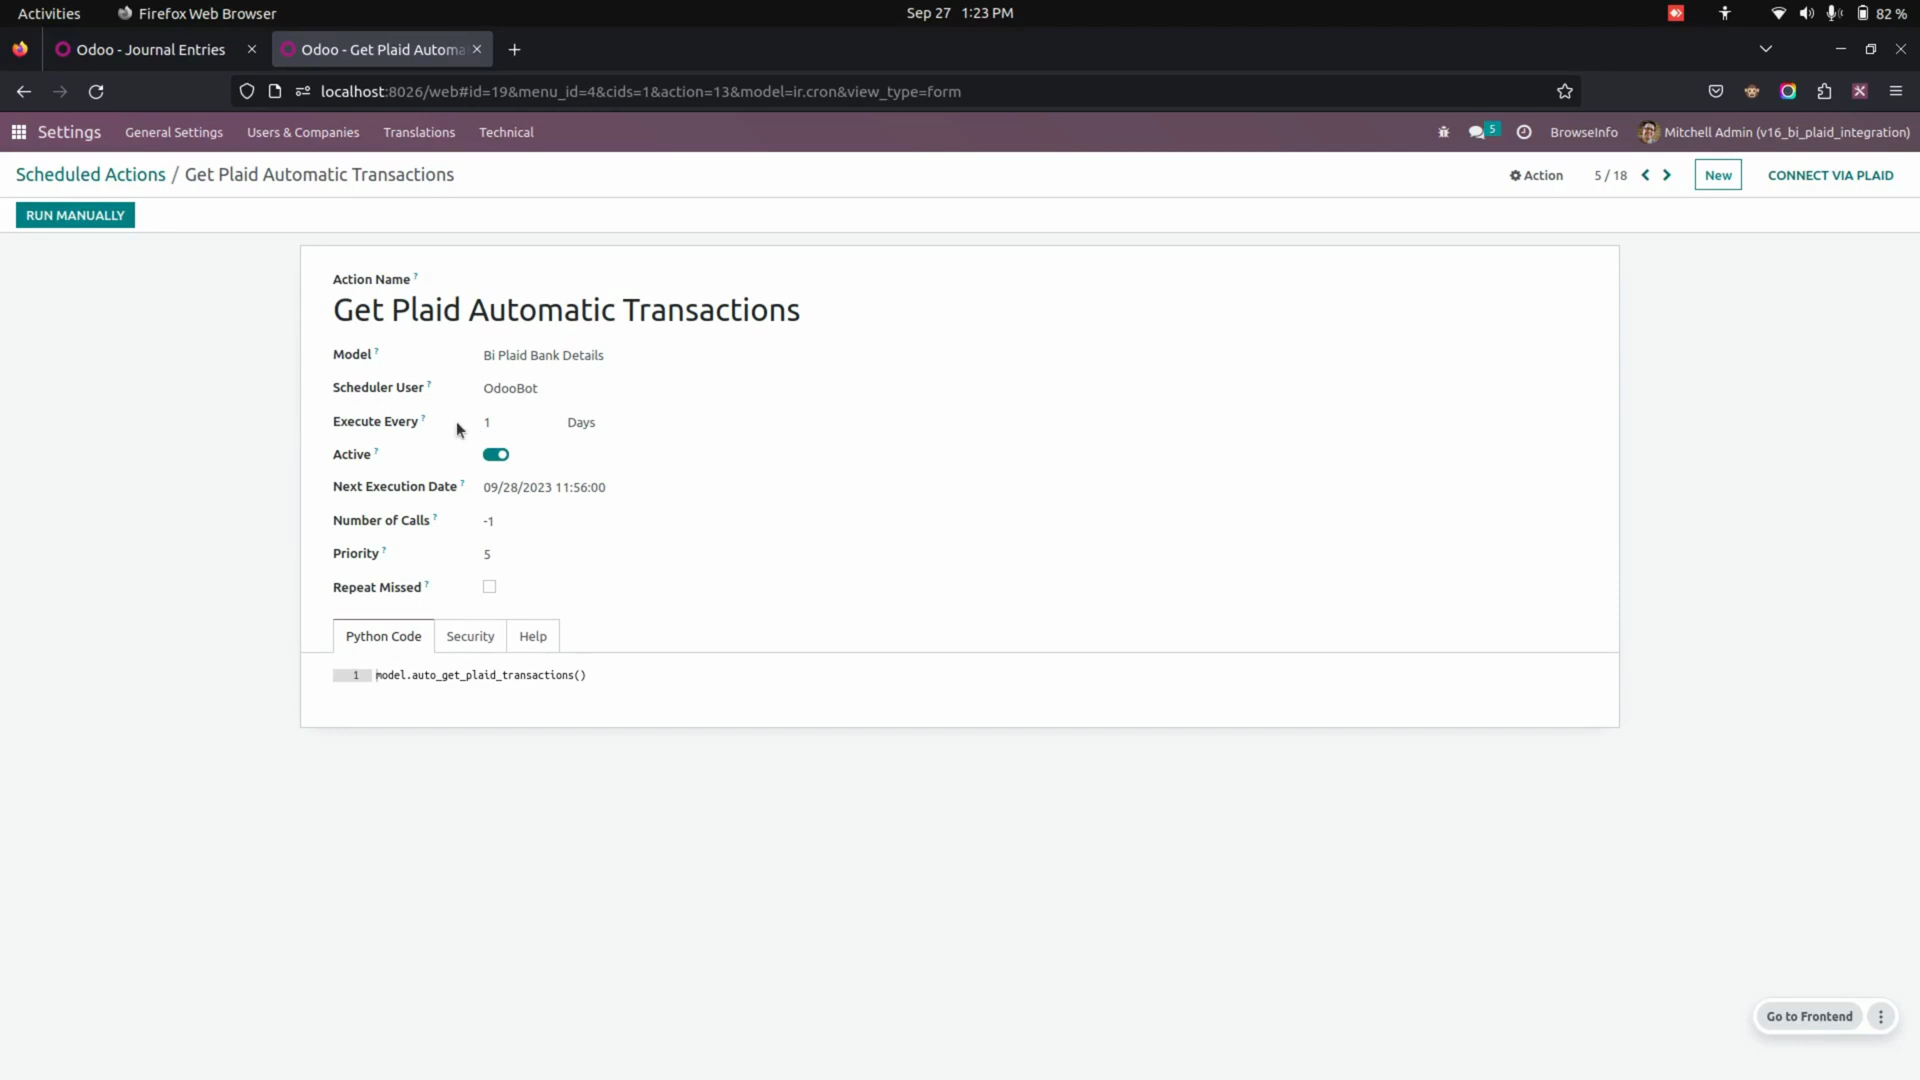 Activities
Firefox Web Browser
Sep 27 1:23 PM
82 %
Odoo - Journal Entries
Odoo - Get Plaid Automa
localhost:8026/web#id=19&menu_id=4&cids=1&action=13&model=ir.cron&view_type=form
Settings
General Settings
Users & Companies
Translations
Technical
5
BrowseInfo
Mitchell Admin (v16_bi_plaid_integration)
Scheduled Actions / Get Plaid Automatic Transactions
Action
5 / 18
New
CONNECT VIA PLAID
RUN MANUALLY
Action Name ?
Get Plaid Automatic Transactions
Model ? Bi Plaid Bank Details
Scheduler User ? OdooBot
Execute Every ? 1 Days
Active ?
Next Execution Date ? 09/28/2023 11:56:00
Number of Calls ? -1
Priority ? 5
Repeat Missed ?
Python Code
Security
Help
1 model.auto_get_plaid_transactions()
Go to Frontend